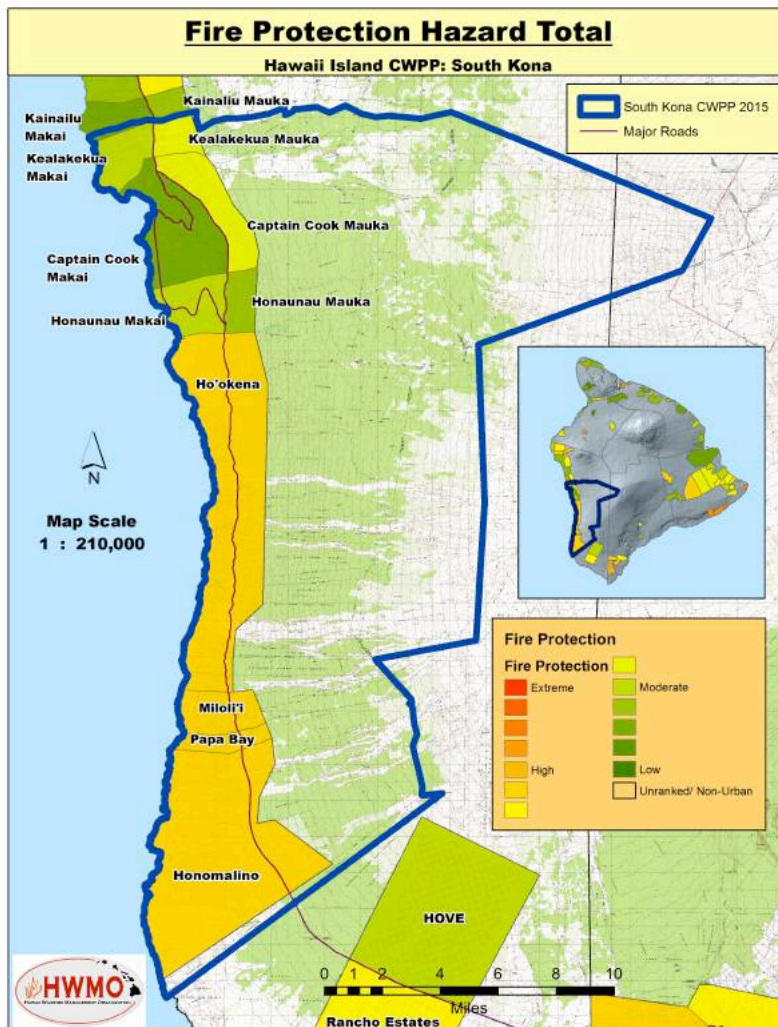 Fire Protection Hazard Total
Hawaii Island CWPP: South Kona
South Kona CWPP 2015
Major Roads
Kainaliu Mauka
Kainailu
Makai
Kealakekua
Makai
Kealakekua Mauka
Captain Cook Mauka
Captain Cook
Makai
Honaunau Mauka
Honaunau Makai
Ho'okena
N
Map Scale
1 : 210,000
Miloli'i
Papa Bay
Honomalino
HOVE
Rancho Estates
Fire Protection
Fire Protection
Extreme
High
Moderate
Low
Unranked/ Non-Urban
0 1 2 4 6 8 10
Miles
HWMO